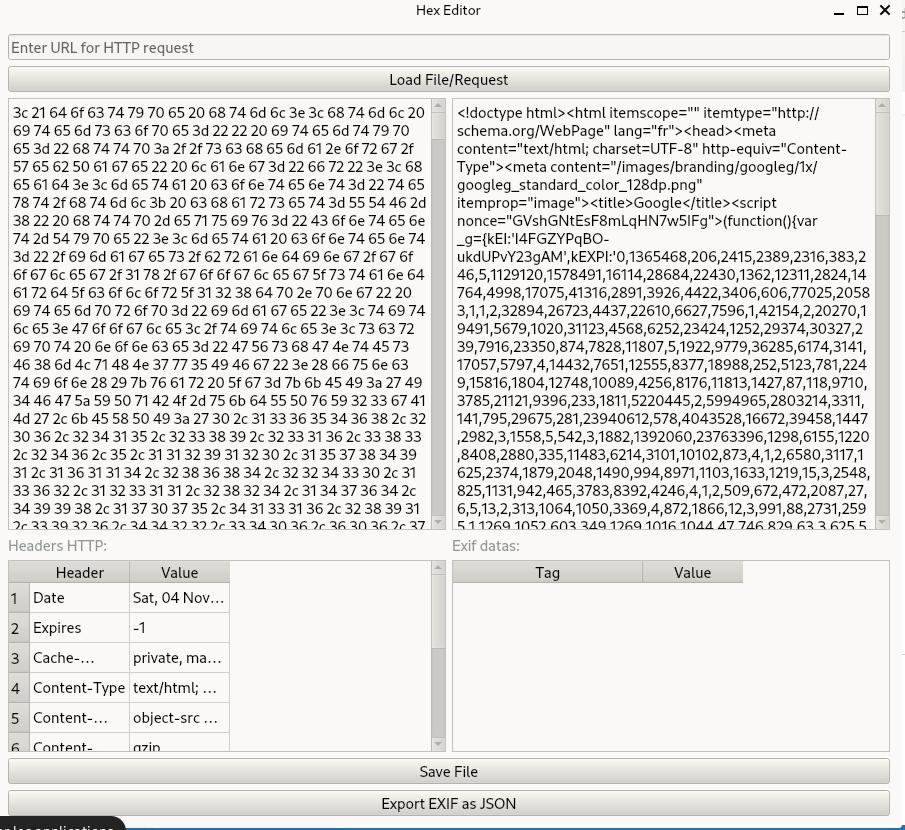 Hex Editor
Enter URL for HTTP request
Load File/Request
3c 21 64 6f 63 74 79 70 65 20 68 74 6d 6c 3e 3c 68 74 6d 6c 20
69 74 65 6d 73 63 6f 70 65 3d 22 22 20 69 74 65 6d 74 79 70
65 3d 22 68 74 74 70 3a 2f 2f 73 63 68 65 6d 61 2e 6f 72 67 2f
57 65 62 50 61 67 65 22 20 6c 61 6e 67 3d 22 66 72 22 3e 3c 68
65 61 64 3e 3c 6d 65 74 61 20 63 6f 6e 74 65 6e 74 3d 22 74 65
78 74 2f 68 74 6d 6c 3b 20 63 68 61 72 73 65 74 3d 55 54 46 2d
38 22 20 68 74 74 70 2d 65 71 75 69 76 3d 22 43 6f 6e 74 65 6e
74 2d 54 79 70 65 22 3e 3c 6d 65 74 61 20 63 6f 6e 74 65 6e 74
3d 22 2f 69 6d 61 67 65 73 2f 62 72 61 6e 64 69 6e 67 2f 67 6f
6f 67 6c 65 67 2f 31 78 2f 67 6f 6f 67 6c 65 67 5f 73 74 61 6e 64
61 72 64 5f 63 6f 6c 6f 72 5f 31 32 38 64 70 2e 70 6e 67 22 20
69 74 65 6d 70 72 6f 70 3d 22 69 6d 61 67 65 22 3e 3c 74 69 74
6c 65 3e 47 6f 6f 67 6c 65 3c 2f 74 69 74 6c 65 3e 3c 73 63 72
69 70 74 20 6e 6f 6e 63 65 3d 22 47 56 73 68 47 4e 74 45 73
46 38 6d 4c 71 48 4e 37 77 35 49 46 67 22 3e 28 66 75 6e 63
74 69 6f 6e 28 29 7b 76 61 72 20 5f 67 3d 7b 6b 45 49 3a 27 49
34 46 47 5a 59 50 71 42 4f 2d 75 6b 64 55 50 76 59 32 33 67 41
4d 27 2c 6b 45 58 50 49 3a 27 30 2c 31 33 36 35 34 36 38 2c 32
30 36 2c 32 34 31 35 2c 32 33 38 39 2c 32 33 31 36 2c 33 38 33
2c 32 34 36 2c 35 2c 31 31 32 39 31 32 30 2c 31 35 37 38 34 39
31 2c 31 36 31 31 34 2c 32 38 36 38 34 2c 32 32 34 33 30 2c 31
33 36 32 2c 31 32 33 31 31 2c 32 38 32 34 2c 31 34 37 36 34 2c
34 39 39 38 2c 31 37 30 37 35 2c 34 31 33 31 36 2c 32 38 39 31
2c 33 39 32 36 2c 34 34 32 32 2c 33 34 30 36 2c 36 30 36 2c 37
<!doctype html><html itemscope="" itemtype="http://
schema.org/WebPage" lang="fr"><head><meta
content="text/html; charset=UTF-8" http-equiv="Content-
Type"><meta content="/images/branding/googleg/1x/
googleg_standard_color_128dp.png"
itemprop="image"><title>Google</title><script
nonce="GVshGNtEsF8mLqHN7w5IFg">(function(){var
_g={kEI:'I4FGZYPqBO-
ukdUPvY23gAM',kEXPI:'0,1365468,206,2415,2389,2316,383,2
46,5,1129120,1578491,16114,28684,22430,1362,12311,2824,14
764,4998,17075,41316,2891,3926,4422,3406,606,77025,2058
3,1,1,2,32894,26723,4437,22610,6627,7596,1,42154,2,20270,1
9491,5679,1020,31123,4568,6252,23424,1252,29374,30327,2
39,7916,23350,874,7828,11807,5,1922,9779,36285,6174,3141,
17057,5797,4,14432,7651,12555,8377,18988,252,5123,781,224
9,15816,1804,12748,10089,4256,8176,11813,1427,87,118,9710,
3785,21121,9396,233,1811,5220445,2,5994965,2803214,3311,
141,795,29675,281,23940612,578,4043528,16672,39458,1447
,2982,3,1558,5,542,3,1882,1392060,23763396,1298,6155,1220
,8408,2880,335,11483,6214,3101,10102,873,4,1,2,6580,3117,1
625,2374,1879,2048,1490,994,8971,1103,1633,1219,15,3,2548,
825,1131,942,465,3783,8392,4246,4,1,2,509,672,472,2087,27,
6,5,13,2,313,1064,1050,3369,4,872,1866,12,3,991,88,2731,259
5,1,1269,1052,603,349,1269,1016,1044,47,746,829,63,3,625,5
Headers HTTP:
Header Value
1 Date Sat, 04 Nov...
2 Expires -1
3 Cache-... private, ma...
4 Content-Type text/html; ...
5 Content-... object-src ...
6 Content- gzip
Exif datas:
Tag Value
Save File
Export EXIF as JSON